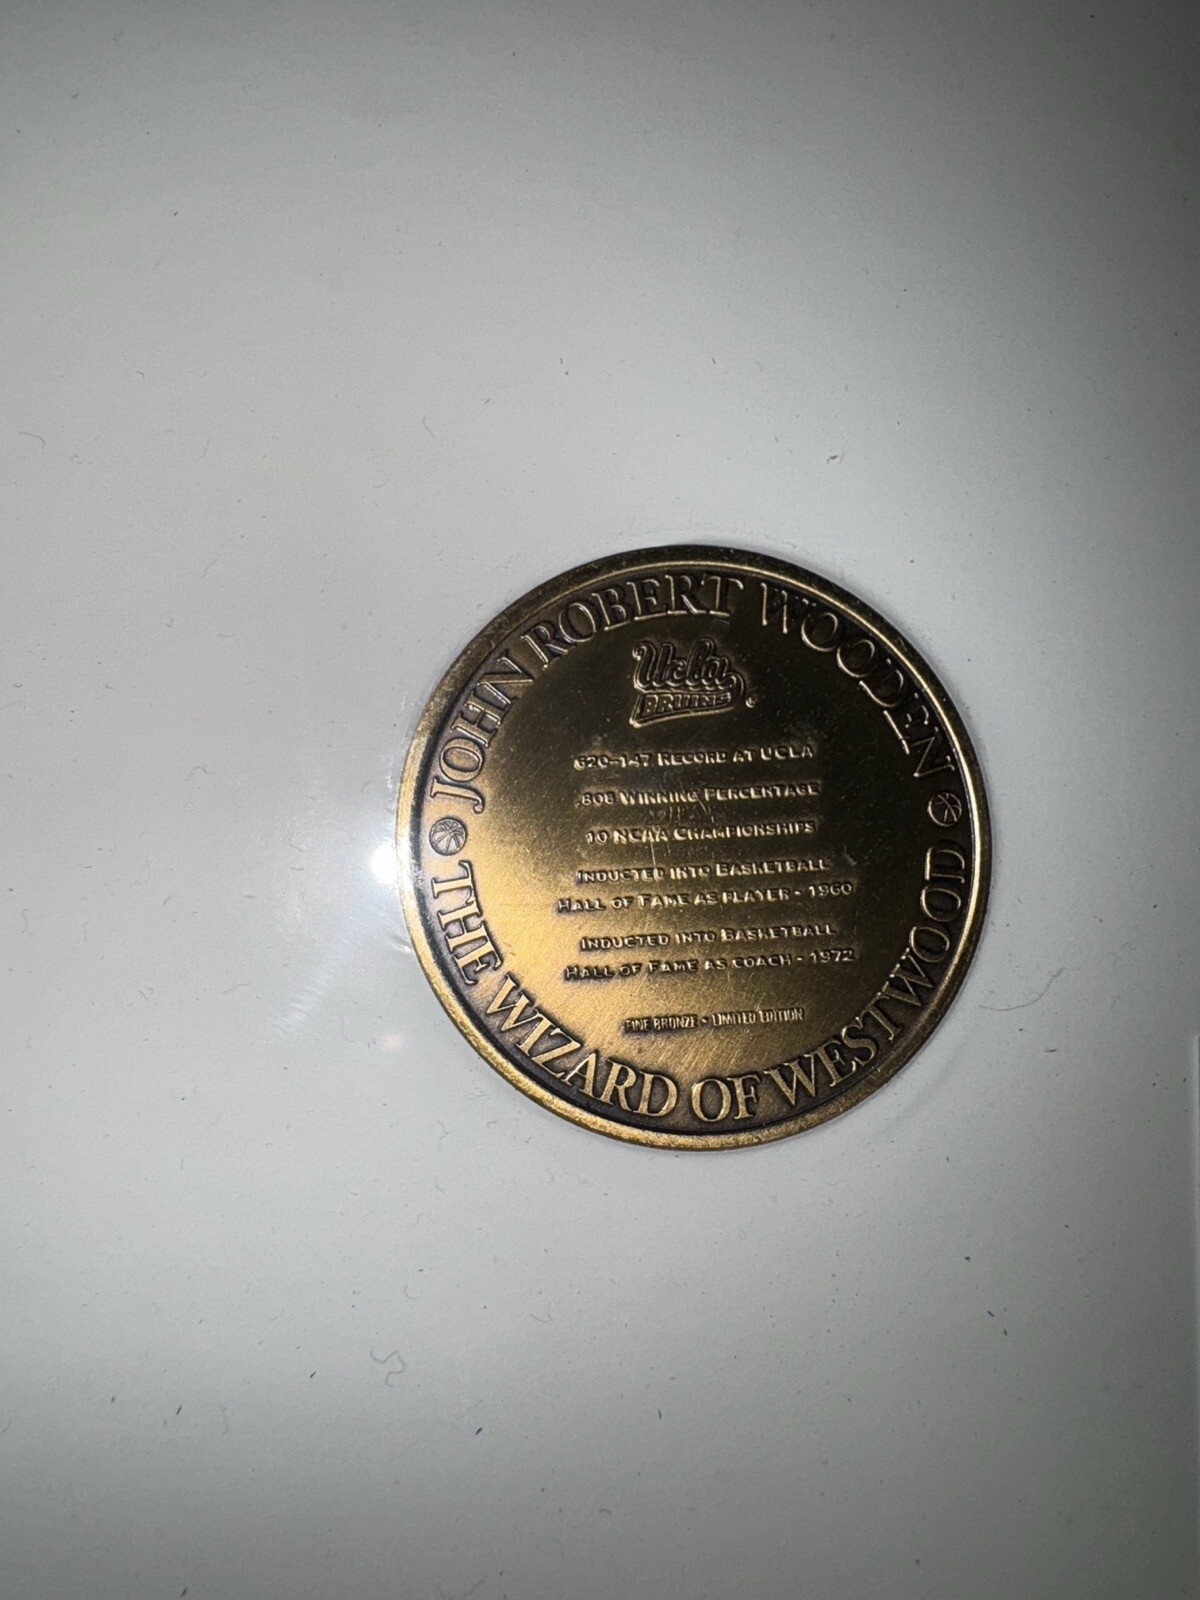 JOHN ROBERT WOODEN
Ucla
BRUINS
620-147 RECORD AT UCLA
.808 WINNING PERCENTAGE
10 NCAA CHAMPIONSHIPS
INDUCTED INTO BASKETBALL
HALL OF FAME AS PLAYER - 1960
INDUCTED INTO BASKETBALL
HALL OF FAME AS COACH - 1972
FINE BRONZE - LIMITED EDITION
THE WIZARD OF WESTWOOD